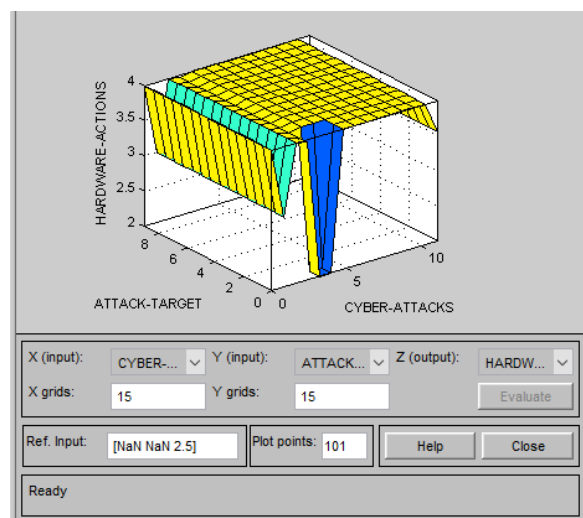 4
3.5
3
2.5
2
HARDWARE-ACTIONS
8
6
4
2
0
ATTACK-TARGET
0
5
10
CYBER-ATTACKS
X (input): CYBER-... Y (input): ATTACK... Z (output): HARDW...
X grids: 15 Y grids: 15 Evaluate
Ref. Input: [NaN NaN 2.5] Plot points: 101 Help Close
Ready